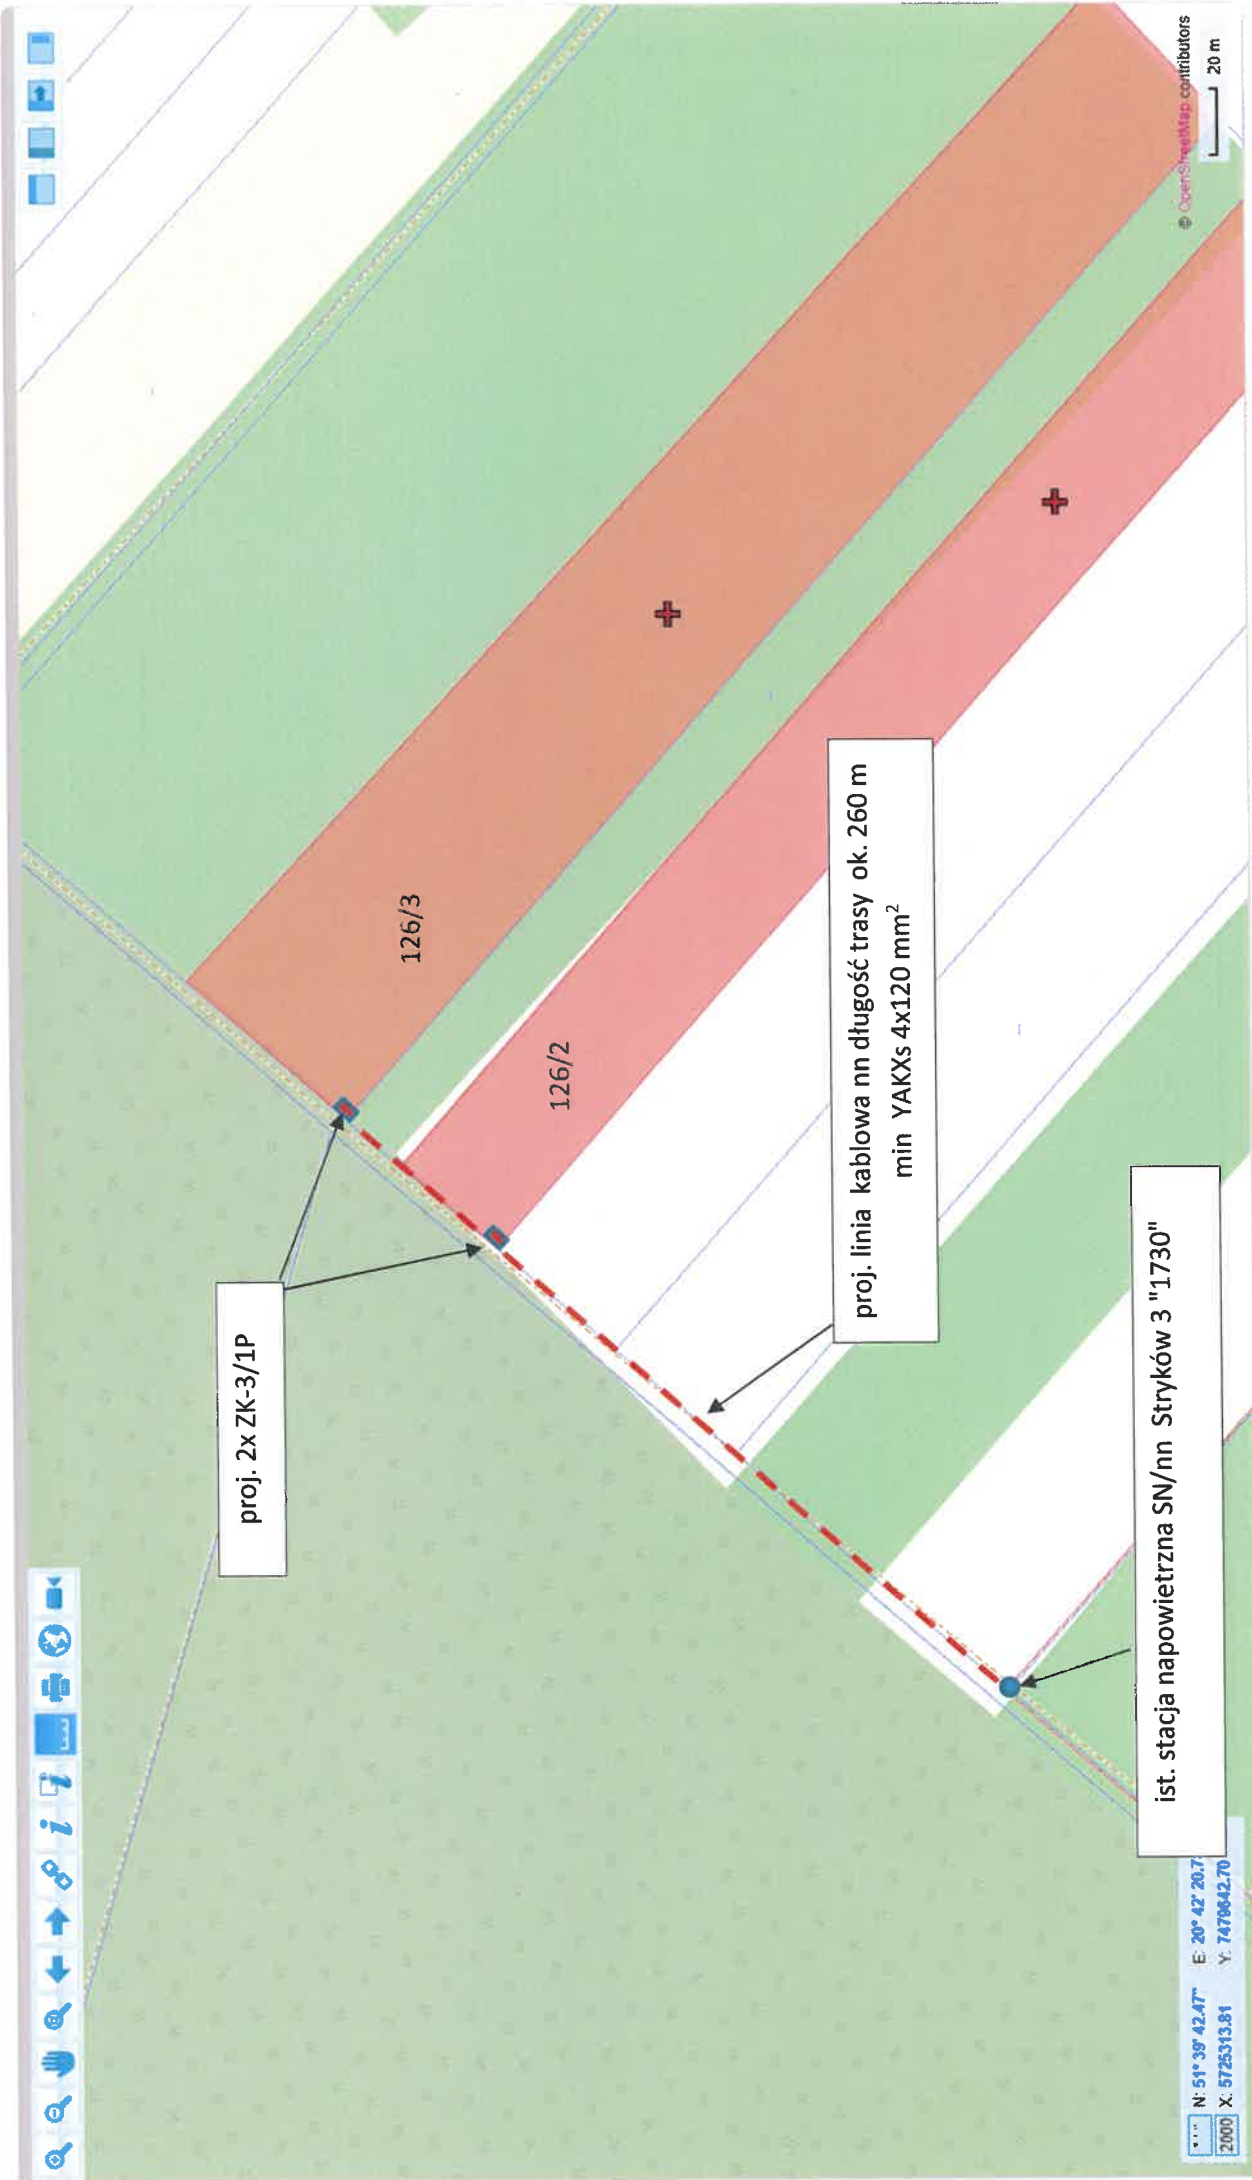 proj. 2x ZK-3/1P
126/3
126/2
proj. linia kablowa nn długość trasy ok. 260 m
min YAKXs 4x120 mm²
ist. stacja napowietrzna SN/nn Stryków 3 "1730"
N: 51° 39' 42.47" E: 20° 42' 20.7
2000 X: 5725313.81 Y: 7479642.70
© OpenStreetMap contributors
20 m